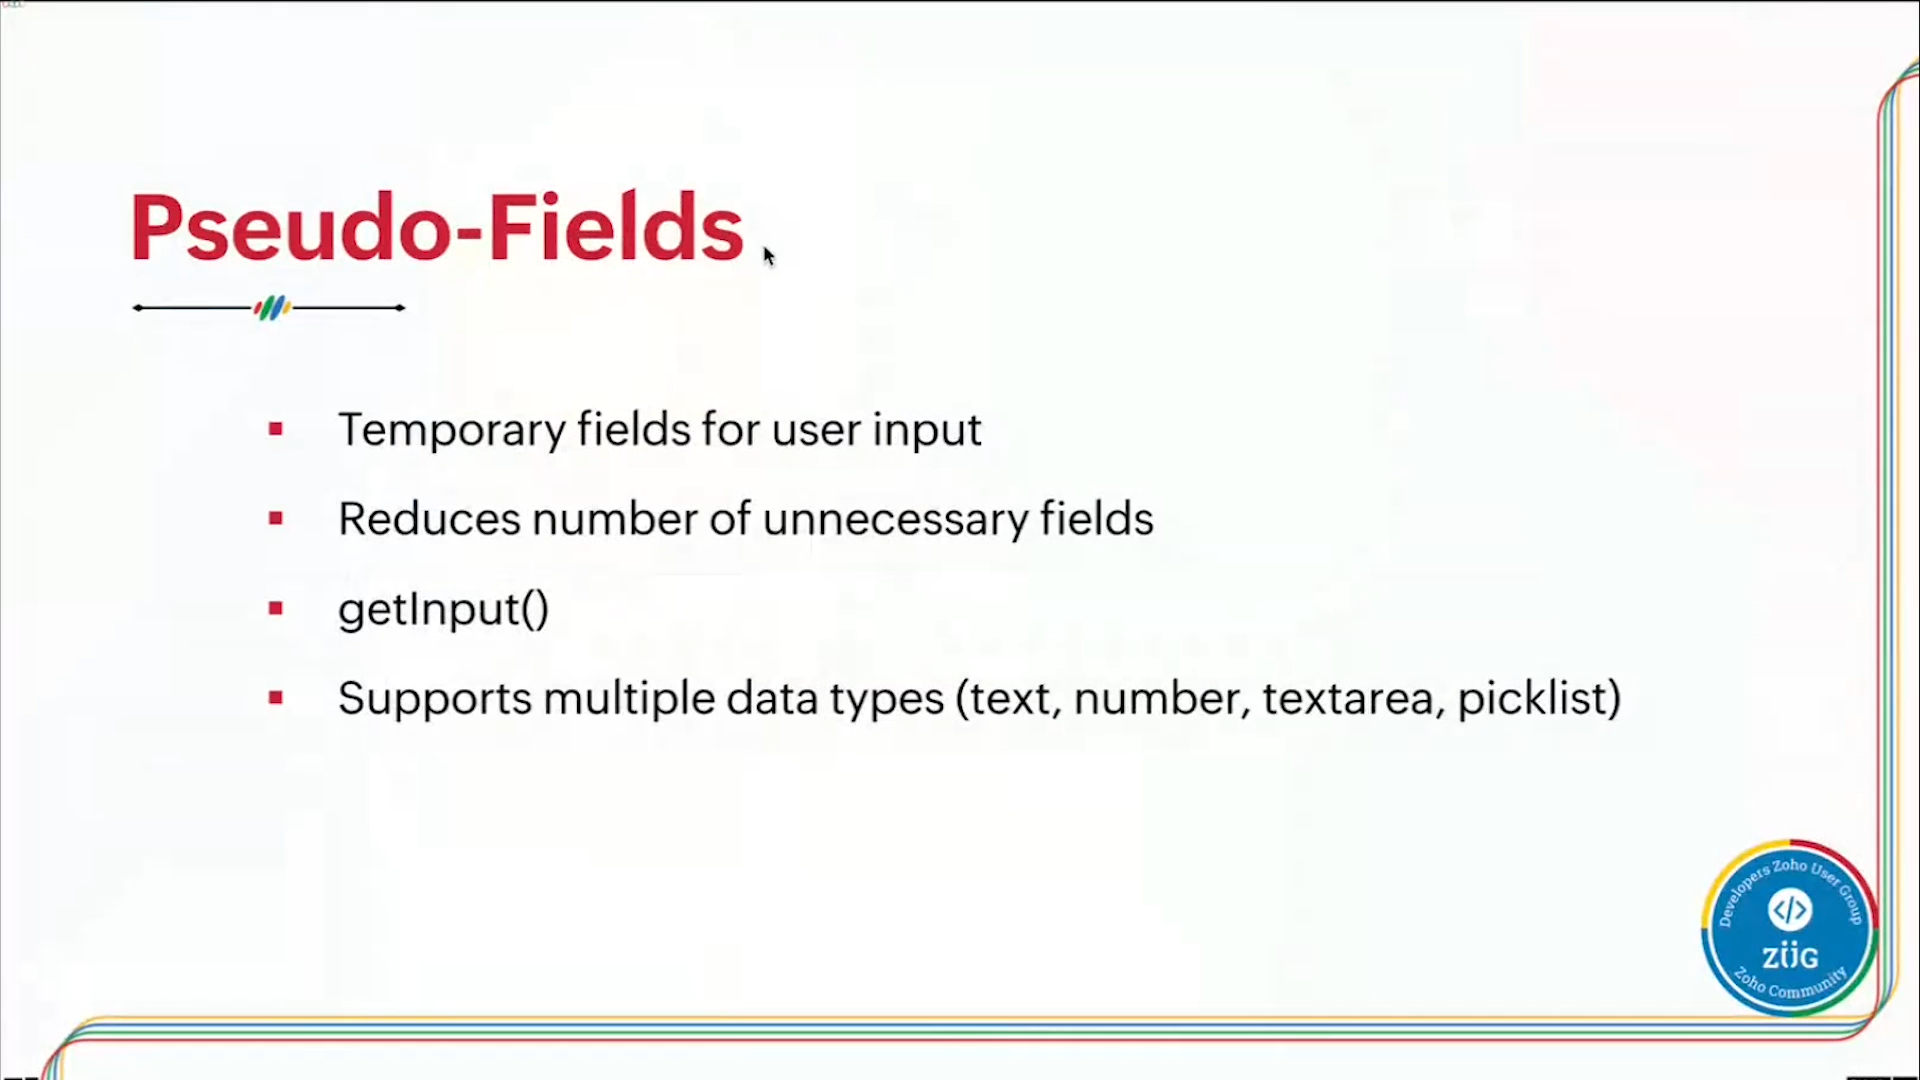 Pseudo-Fields
Temporary fields for user input
Reduces number of unnecessary fields
getInput()
Supports multiple data types (text, number, textarea, picklist)
Developers Zoho User Group
</>
ZUG
Zoho Community